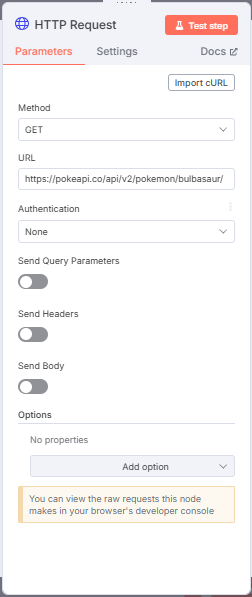 HTTP Request
Test step
Parameters
Settings
Docs
Import cURL
Method
GET
URL
https://pokeapi.co/api/v2/pokemon/bulbasaur/
Authentication
None
Send Query Parameters
Send Headers
Send Body
Options
No properties
Add option
You can view the raw requests this node
makes in your browser's developer console